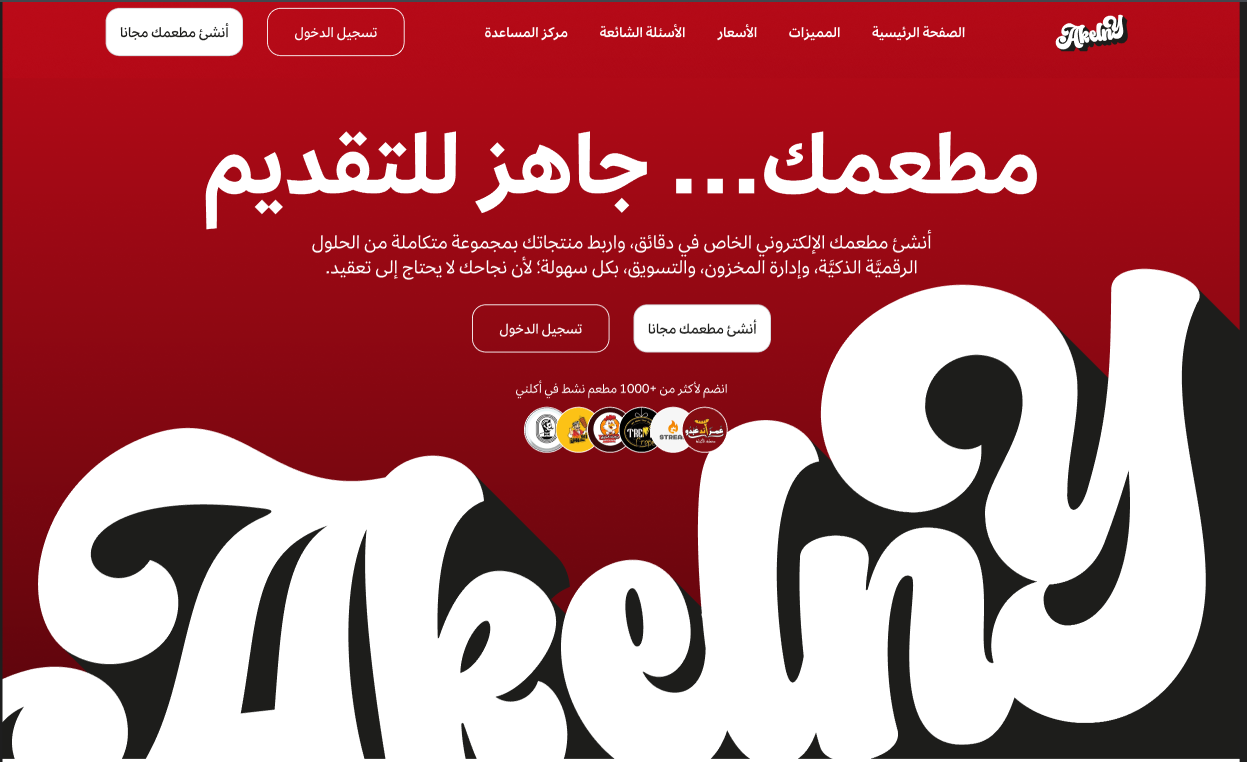 Akelny
الصفحة الرئيسية
المميزات
الأسعار
الأسئلة الشائعة
مركز المساعدة
تسجيل الدخول
أنشئ مطعمك مجانا
مطعمك... جاهز للتقديم
أنشئ مطعمك الإلكتروني الخاص في دقائق، واربط منتجاتك بمجموعة متكاملة من الحلول
الرقميَّة الذكيَّة، وإدارة المخزون، والتسويق، بكل سهولة؛ لأن نجاحك لا يحتاج إلى تعقيد.
أنشئ مطعمك مجانا
تسجيل الدخول
انضم لأكثر من +1000 مطعم نشط في أكلني
Akelny